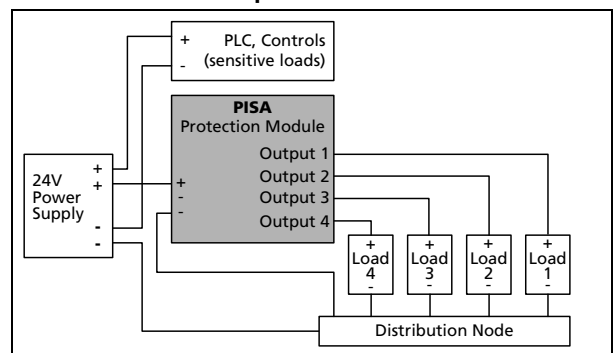 + PLC, Controls
- (sensitive loads)
PISA
Protection Module
Output 1
Output 2
Output 3
Output 4
+
-
-
24V
Power
Supply
+
+
-
-
+
Load
4
-
+
Load
3
-
+
Load
2
-
+
Load
1
-
Distribution Node